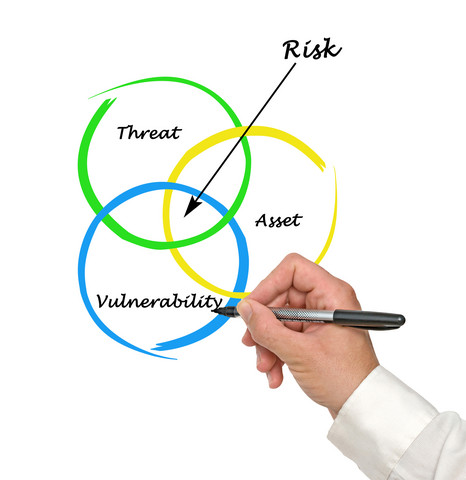 Risk
Threat
Asset
Vulnerability